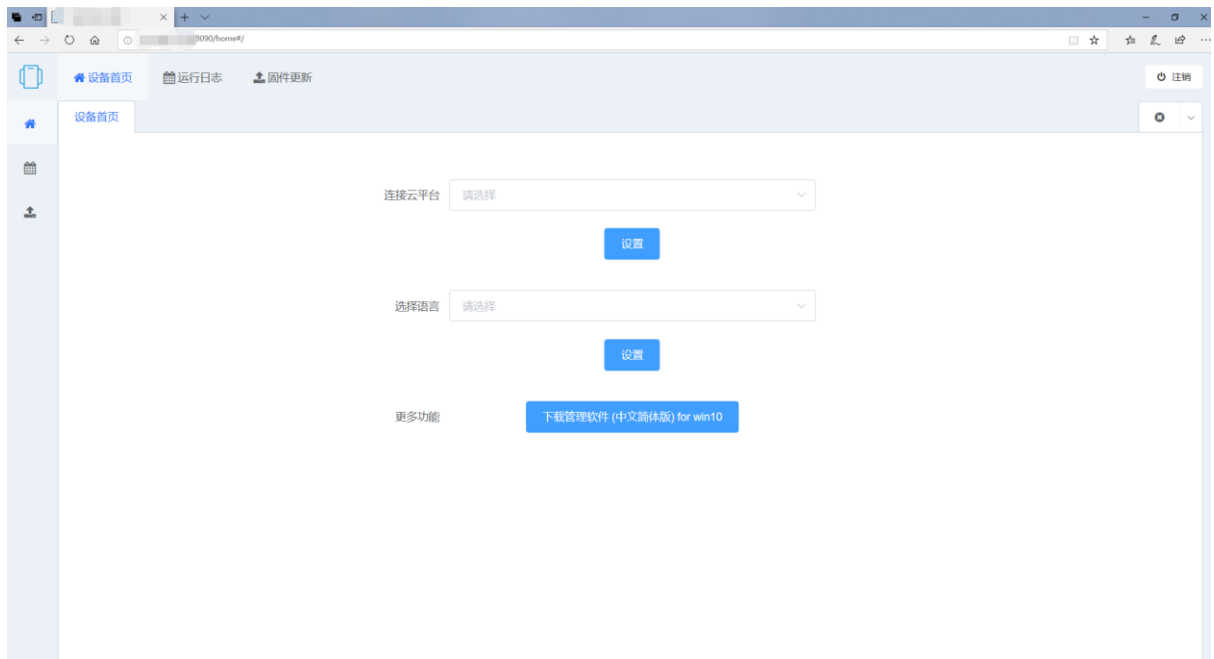 8090/home#/
设备首页 运行日志 固件更新 注销
设备首页
连接云平台 请选择
设置
选择语言 请选择
设置
更多功能 下载管理软件 (中文简体版) for win10